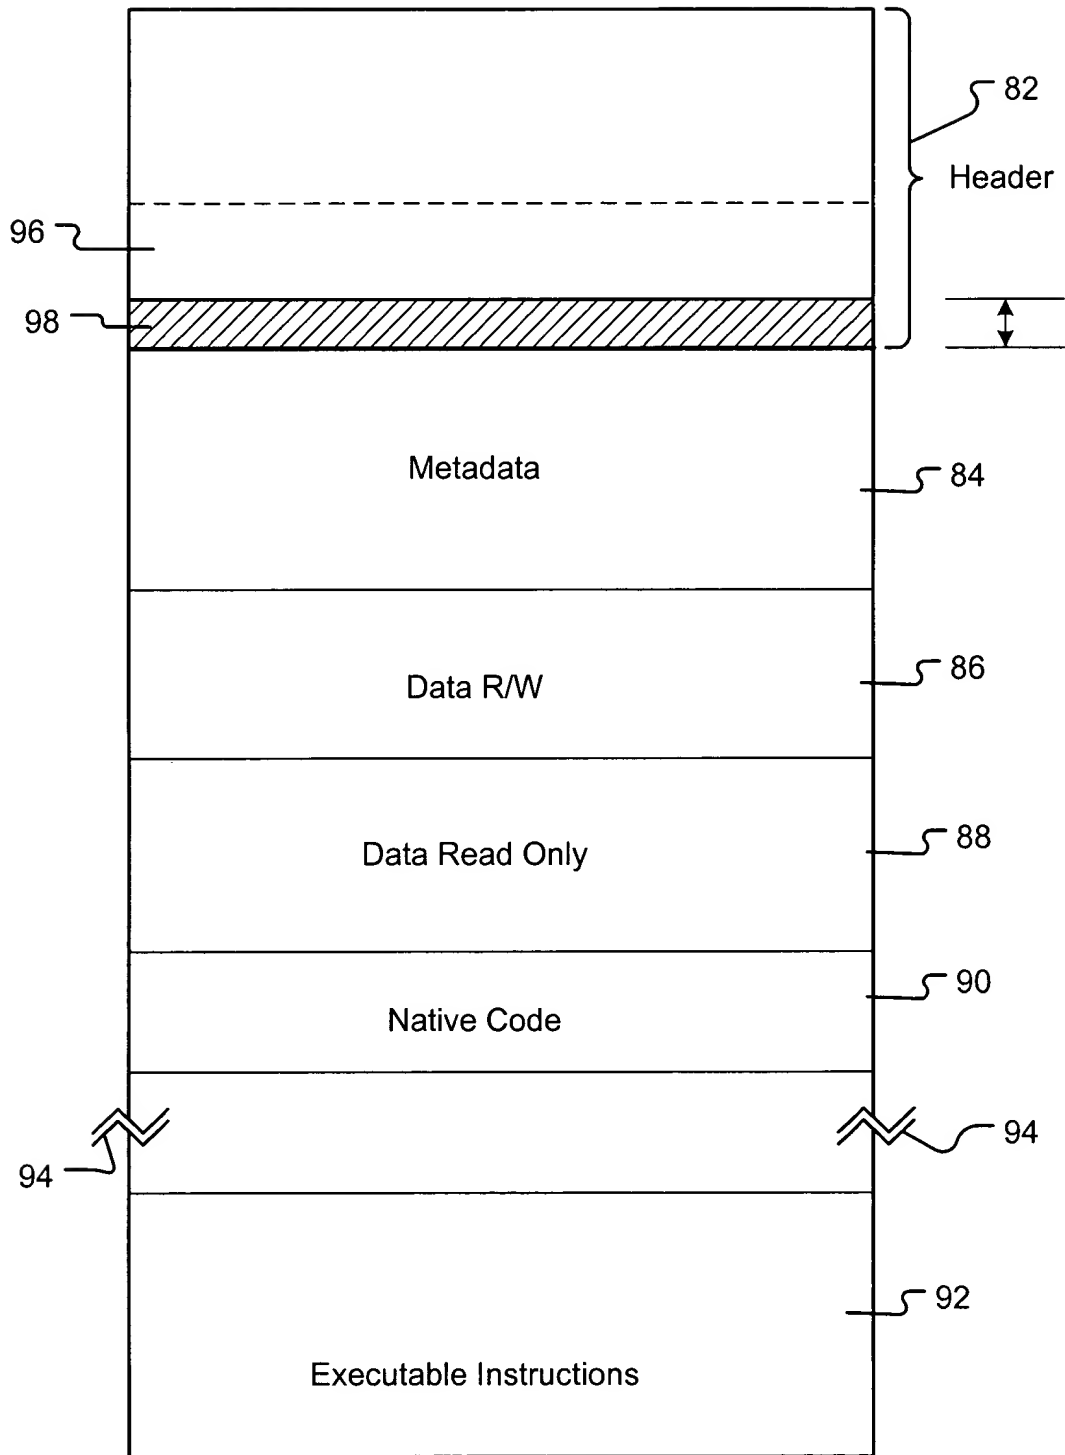 82
Header
96
98
Metadata
84
Data R/W
86
Data Read Only
88
Native Code
90
94
94
92
Executable Instructions